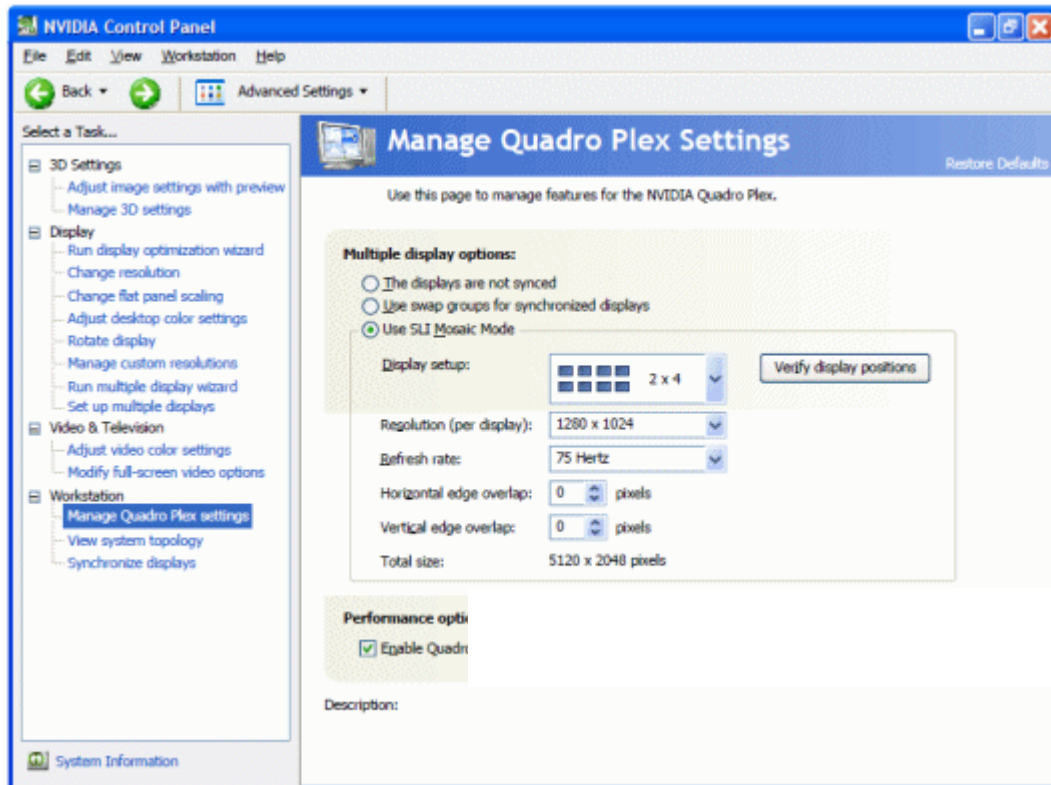 NVIDIA Control Panel
File Edit View Workstation Help
Back Advanced Settings
Select a Task...
3D Settings
Adjust image settings with preview
Manage 3D settings
Display
Run display optimization wizard
Change resolution
Change flat panel scaling
Adjust desktop color settings
Rotate display
Manage custom resolutions
Run multiple display wizard
Set up multiple displays
Video & Television
Adjust video color settings
Modify full-screen video options
Workstation
Manage Quadro Plex settings
View system topology
Synchronize displays
System Information
Manage Quadro Plex Settings
Restore Defaults
Use this page to manage features for the NVIDIA Quadro Plex.
Multiple display options:
The displays are not synced
Use swap groups for synchronized displays
Use SLI Mosaic Mode
Display setup: 2 x 4 Verify display positions
Resolution (per display): 1280 x 1024
Refresh rate: 75 Hertz
Horizontal edge overlap: 0 pixels
Vertical edge overlap: 0 pixels
Total size: 5120 x 2048 pixels
Performance
Enable
Description: